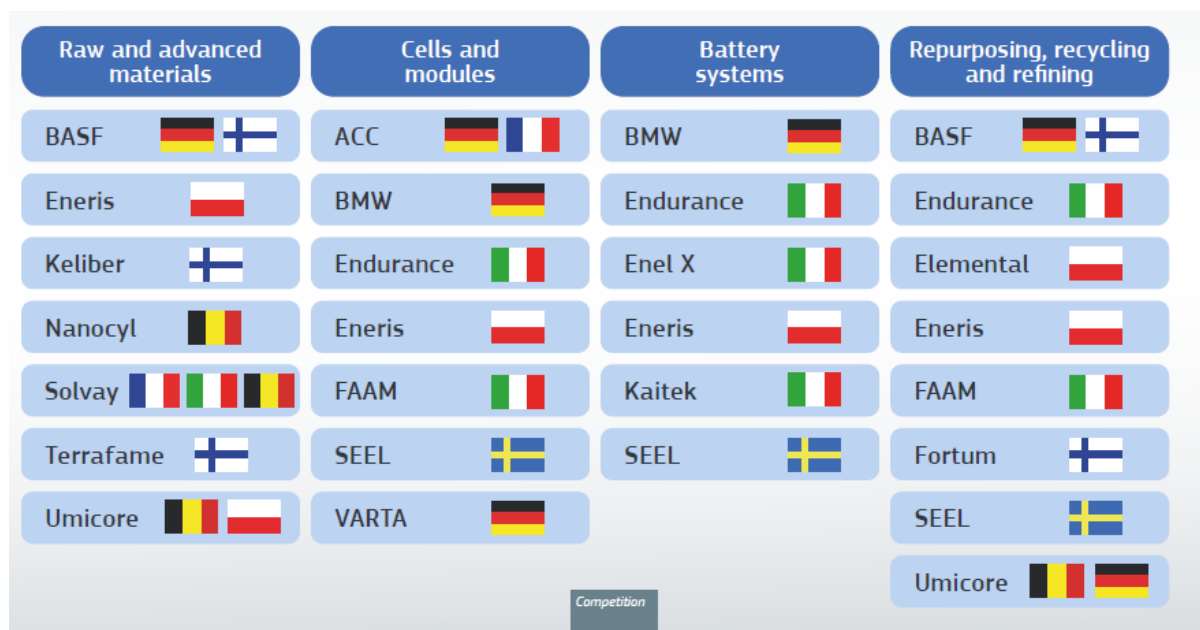 Raw and advanced
materials
BASF
Eneris
Keliber
Nanocyl
Solvay
Terrafame
Umicore
Cells and
modules
ACC
BMW
Endurance
Eneris
FAAM
SEEL
VARTA
Battery
systems
BMW
Endurance
Enel X
Eneris
Kaitek
SEEL
Repurposing, recycling
and refining
BASF
Endurance
Elemental
Eneris
FAAM
Fortum
SEEL
Umicore
Competition